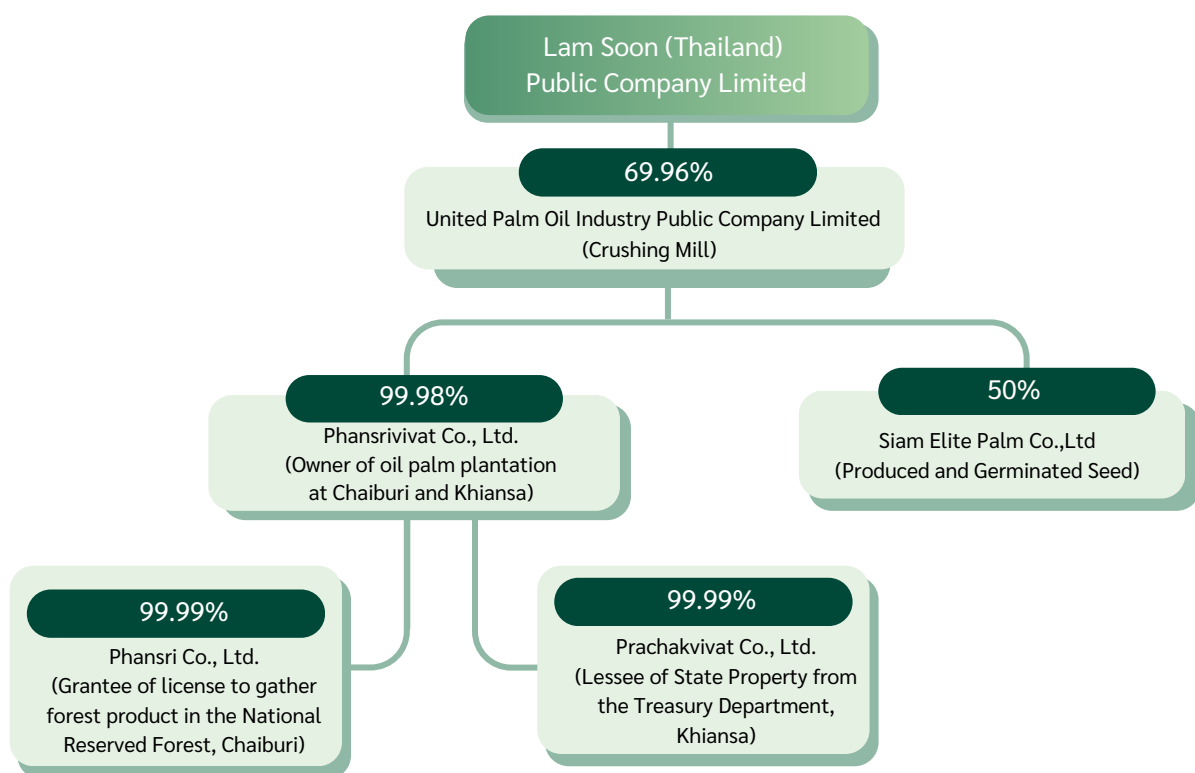 Lam Soon (Thailand)
Public Company Limited
69.96%
United Palm Oil Industry Public Company Limited
(Crushing Mill)
99.98%
Phansrivivat Co., Ltd.
(Owner of oil palm plantation
at Chaiburi and Khiansa)
50%
Siam Elite Palm Co.,Ltd
(Produced and Germinated Seed)
99.99%
Phansri Co., Ltd.
(Grantee of license to gather
forest product in the National
Reserved Forest, Chaiburi)
99.99%
Prachakvivat Co., Ltd.
(Lessee of State Property from
the Treasury Department,
Khiansa)